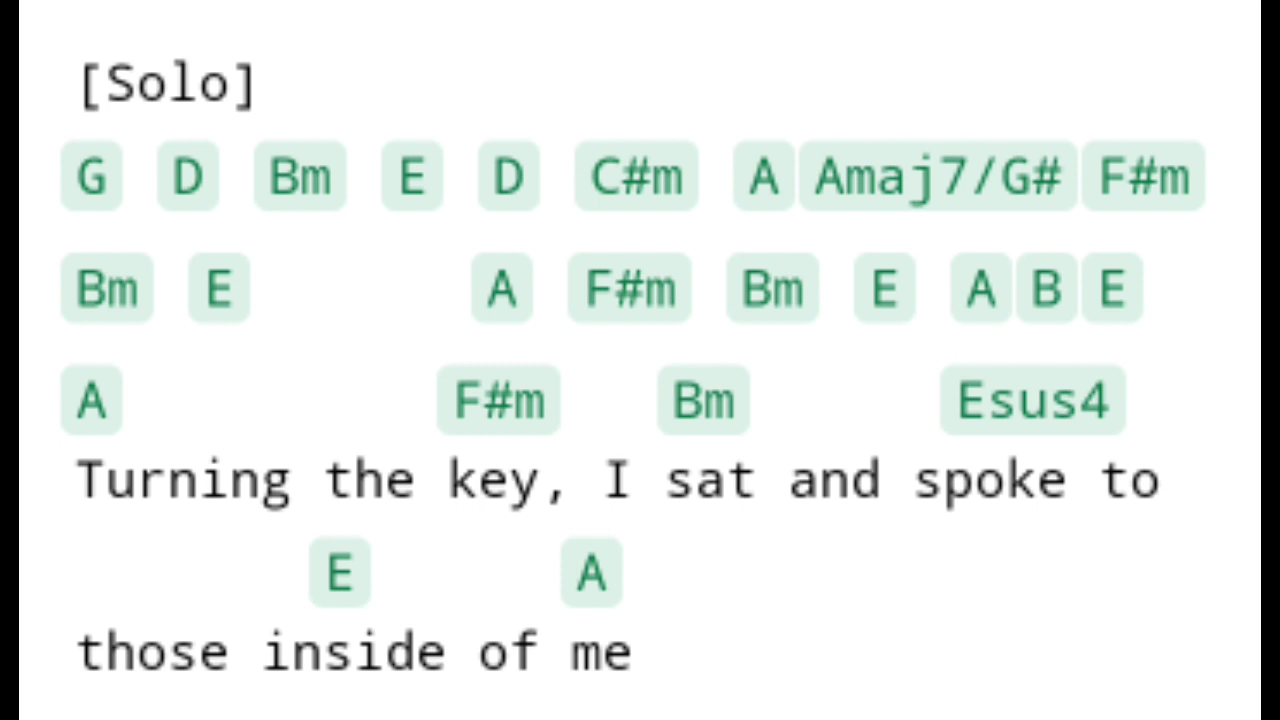 [Solo]
G D Bm E D C#m A Amaj7/G# F#m
Bm E A F#m Bm E A B E
A F#m Bm Esus4
Turning the key, I sat and spoke to
E A
those inside of me